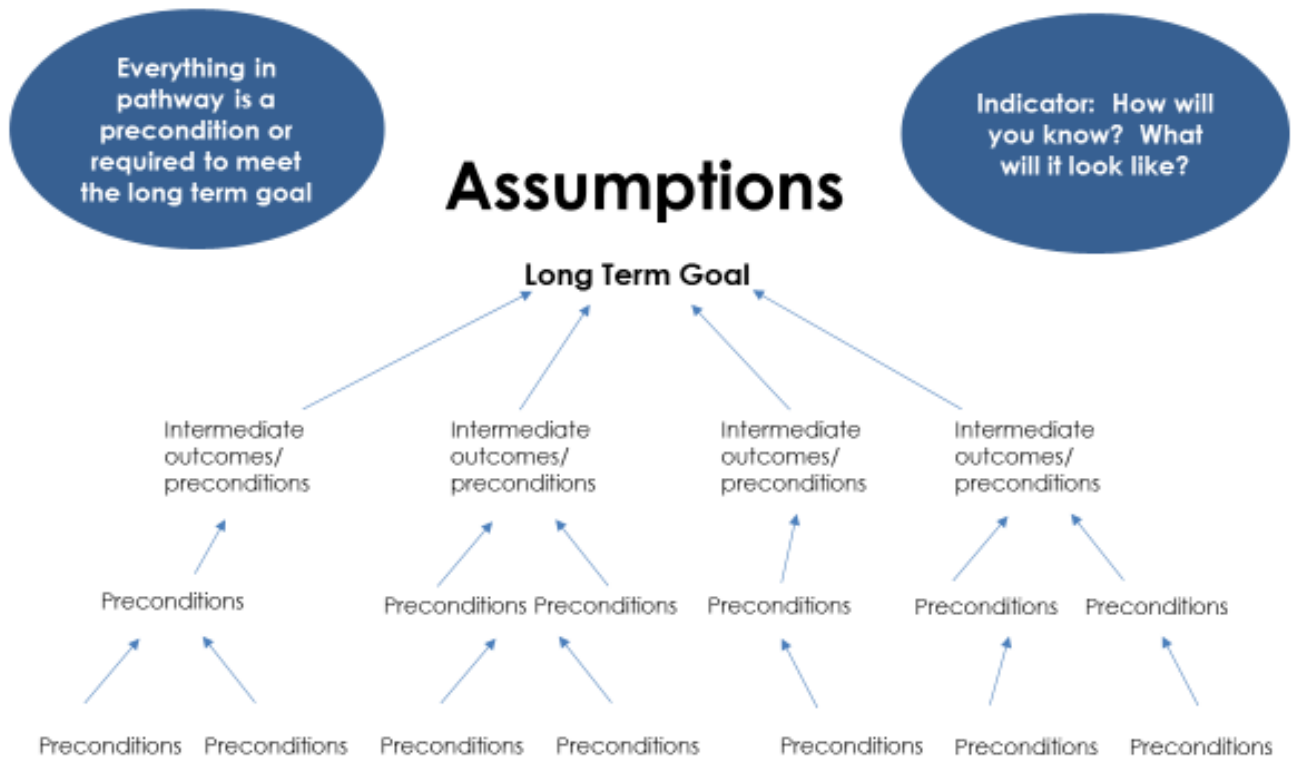 Everything in
pathway is a
precondition or
required to meet
the long term goal
Indicator:  How will
you know?  What
will it look like?
Assumptions
Long Term Goal
Intermediate
outcomes/
preconditions
Intermediate
outcomes/
preconditions
Intermediate
outcomes/
preconditions
Intermediate
outcomes/
preconditions
Preconditions
Preconditions
Preconditions
Preconditions
Preconditions
Preconditions
Preconditions
Preconditions
Preconditions
Preconditions
Preconditions
Preconditions
Preconditions